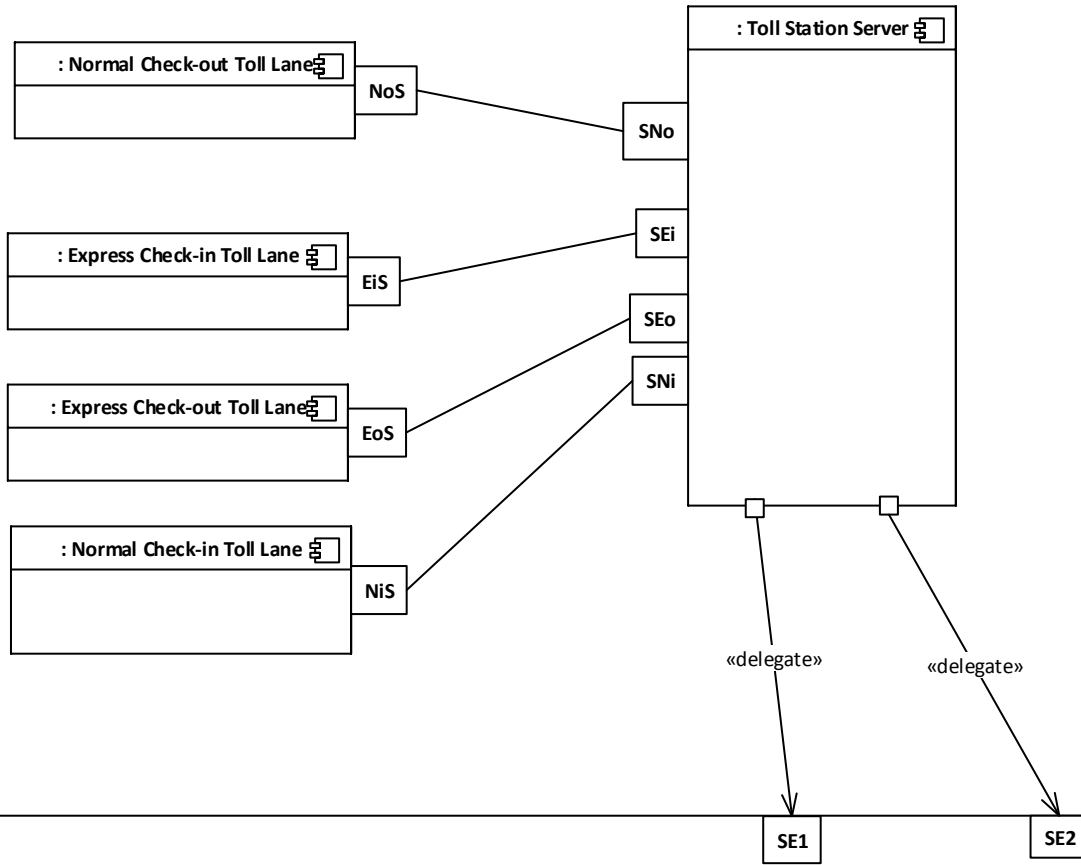 : Toll Station Server
: Normal Check-out Toll Lane
NoS
SNo
: Express Check-in Toll Lane
SEi
EiS
SEo
SNi
: Express Check-out Toll Lane
EoS
: Normal Check-in Toll Lane
NiS
«delegate»
«delegate»
SE1
SE2